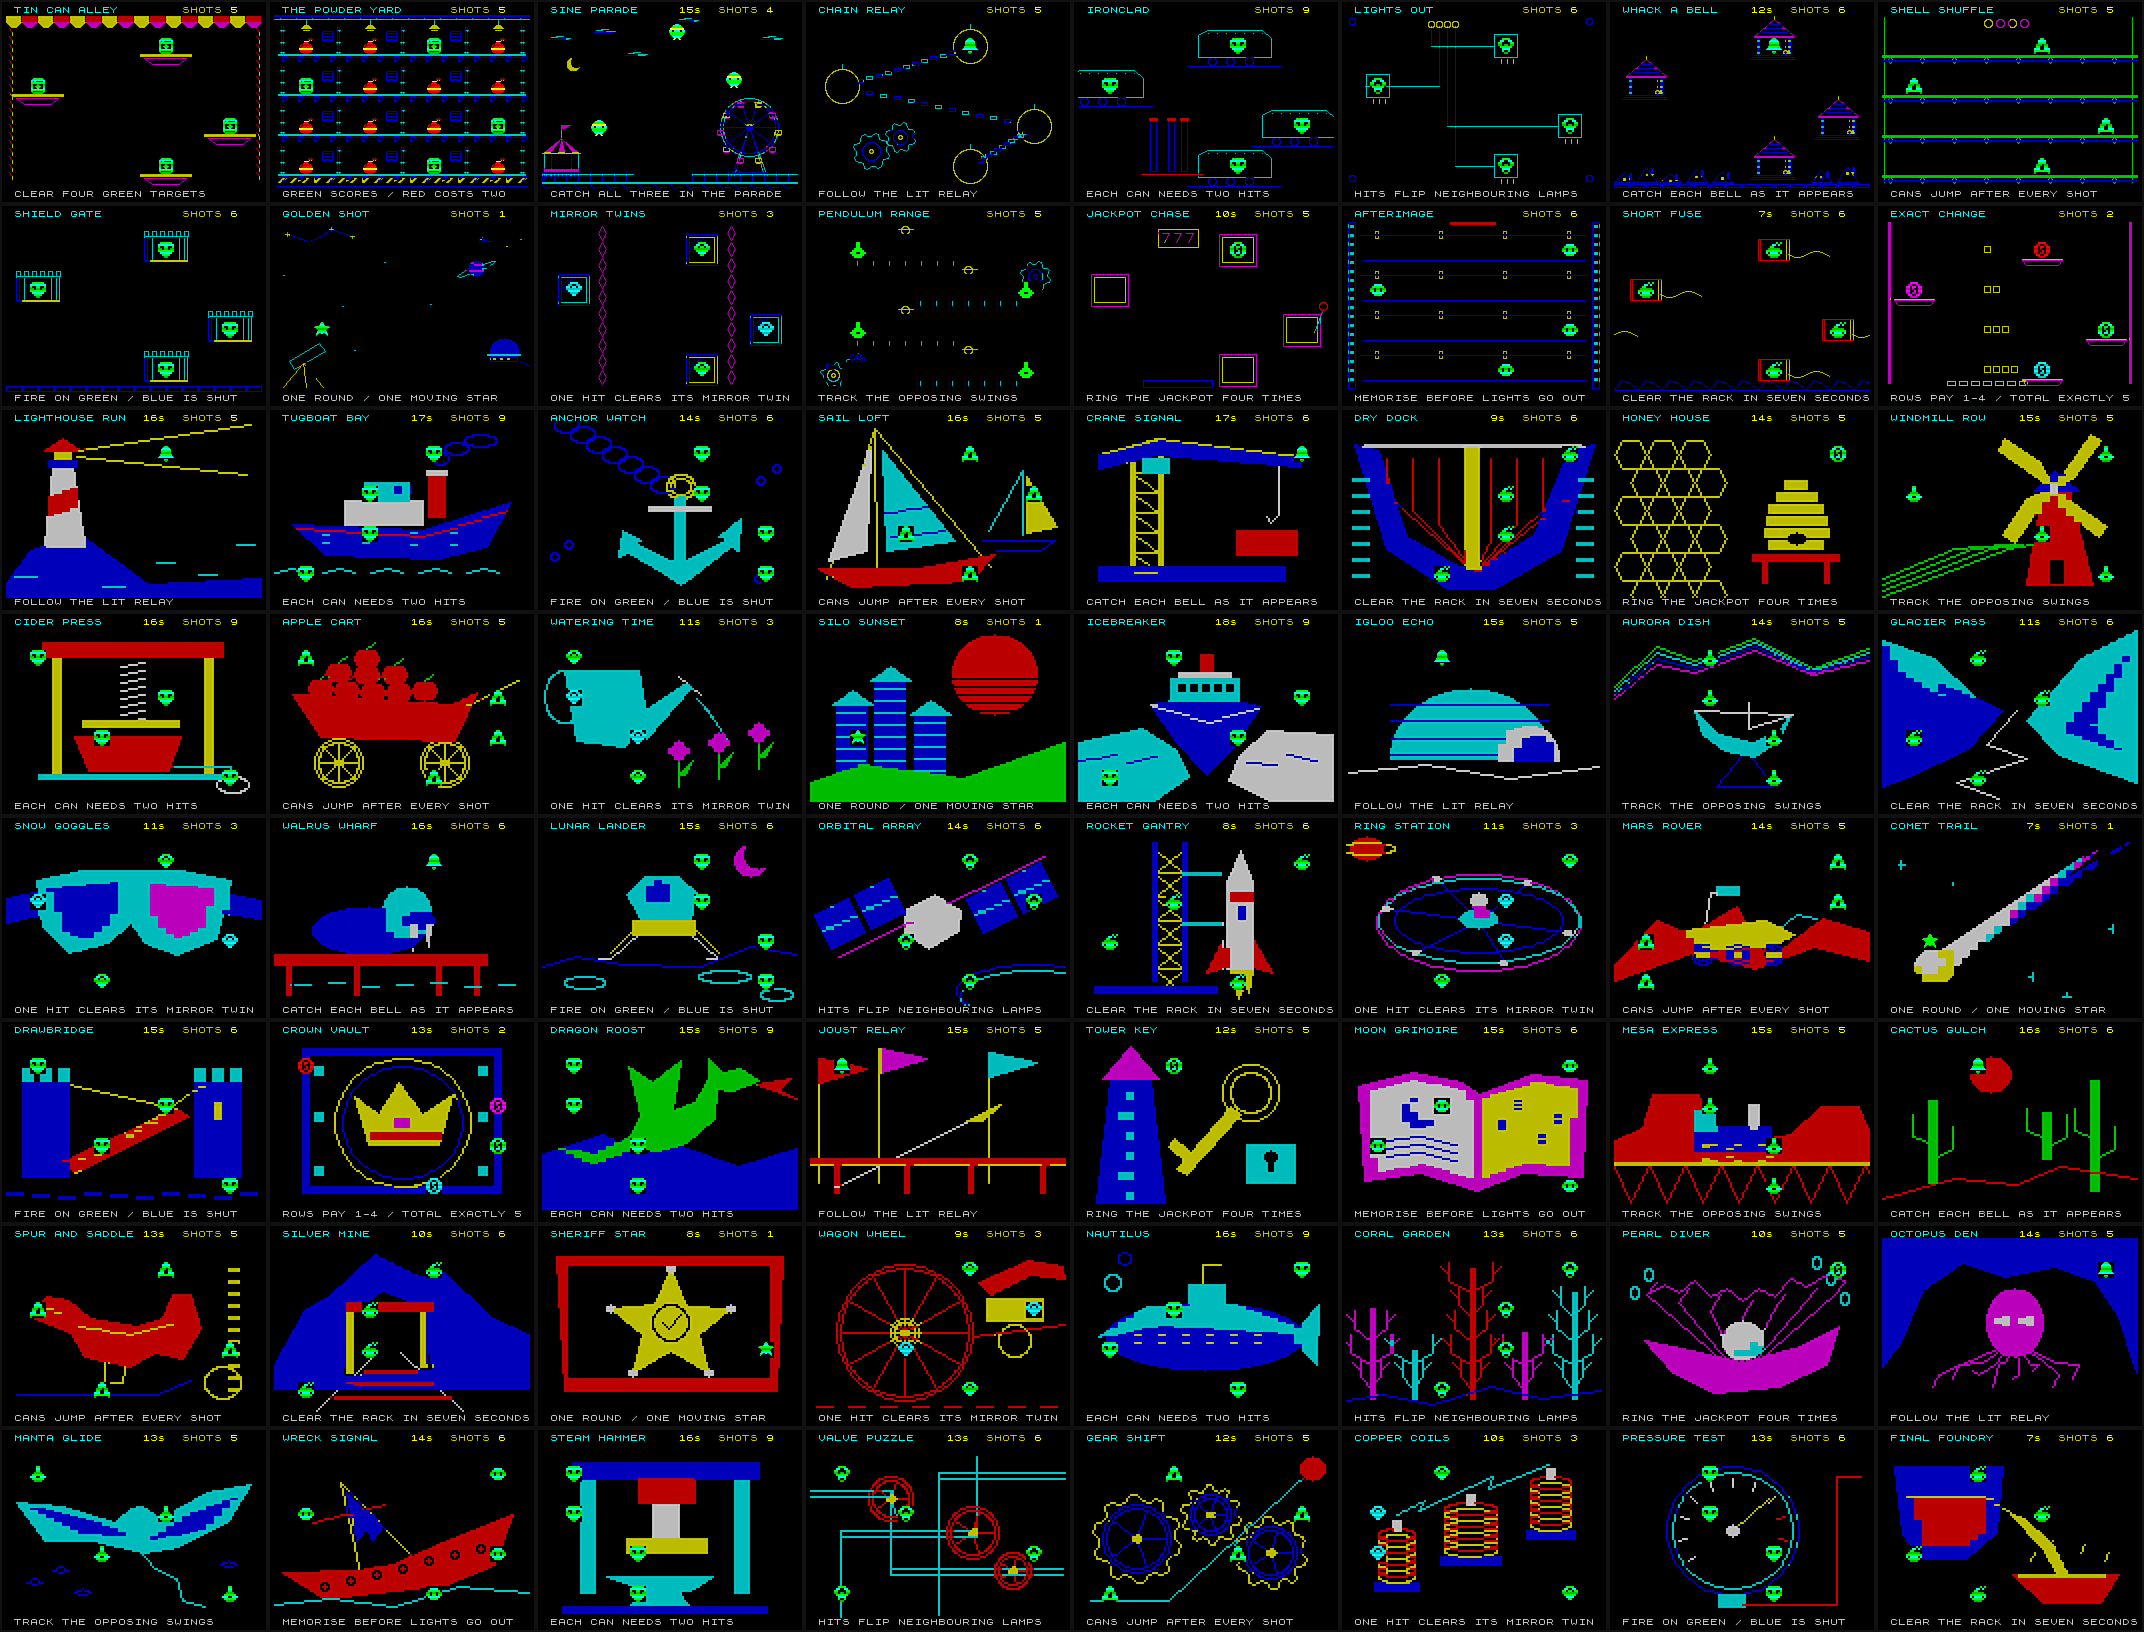 TIN CAN ALLEY SHOTS 5
CLEAR FOUR GREEN TARGETS
THE POWDER YARD SHOTS 5
GREEN SCORES / RED COSTS TWO
SINE PARADE 15s SHOTS 4
CATCH ALL THREE IN THE PARADE
CHAIN RELAY SHOTS 5
FOLLOW THE LIT RELAY
IRONCLAD SHOTS 9
EACH CAN NEEDS TWO HITS
LIGHTS OUT SHOTS 6
HITS FLIP NEIGHBOURING LAMPS
WHACK A BELL 12s SHOTS 6
CATCH EACH BELL AS IT APPEARS
SHELL SHUFFLE SHOTS 5
CANS JUMP AFTER EVERY SHOT
SHIELD GATE SHOTS 6
FIRE ON GREEN / BLUE IS SHUT
GOLDEN SHOT SHOTS 1
ONE ROUND / ONE MOVING STAR
MIRROR TWINS SHOTS 3
ONE HIT CLEARS ITS MIRROR TWIN
PENDULUM RANGE SHOTS 5
TRACK THE OPPOSING SWINGS
JACKPOT CHASE 10s SHOTS 5
777
RING THE JACKPOT FOUR TIMES
AFTERIMAGE SHOTS 6
MEMORISE BEFORE LIGHTS GO OUT
SHORT FUSE 7s SHOTS 6
CLEAR THE RACK IN SEVEN SECONDS
EXACT CHANGE SHOTS 2
ROWS PAY 1-4 / TOTAL EXACTLY 5
LIGHTHOUSE RUN 16s SHOTS 5
FOLLOW THE LIT RELAY
TUGBOAT BAY 17s SHOTS 9
EACH CAN NEEDS TWO HITS
ANCHOR WATCH 14s SHOTS 6
FIRE ON GREEN / BLUE IS SHUT
SAIL LOFT 16s SHOTS 5
CANS JUMP AFTER EVERY SHOT
CRANE SIGNAL 17s SHOTS 6
CATCH EACH BELL AS IT APPEARS
DRY DOCK 9s SHOTS 6
CLEAR THE RACK IN SEVEN SECONDS
HONEY HOUSE 14s SHOTS 5
RING THE JACKPOT FOUR TIMES
WINDMILL ROW 15s SHOTS 5
TRACK THE OPPOSING SWINGS
CIDER PRESS 16s SHOTS 9
EACH CAN NEEDS TWO HITS
APPLE CART 16s SHOTS 5
CANS JUMP AFTER EVERY SHOT
WATERING TIME 11s SHOTS 3
ONE HIT CLEARS ITS MIRROR TWIN
SILO SUNSET 8s SHOTS 1
ONE ROUND / ONE MOVING STAR
ICEBREAKER 18s SHOTS 9
EACH CAN NEEDS TWO HITS
IGLOO ECHO 15s SHOTS 5
FOLLOW THE LIT RELAY
AURORA DISH 14s SHOTS 5
TRACK THE OPPOSING SWINGS
GLACIER PASS 11s SHOTS 6
CLEAR THE RACK IN SEVEN SECONDS
SNOW GOGGLES 11s SHOTS 3
ONE HIT CLEARS ITS MIRROR TWIN
WALRUS WHARF 16s SHOTS 6
CATCH EACH BELL AS IT APPEARS
LUNAR LANDER 15s SHOTS 6
FIRE ON GREEN / BLUE IS SHUT
ORBITAL ARRAY 14s SHOTS 6
HITS FLIP NEIGHBOURING LAMPS
ROCKET GANTRY 8s SHOTS 6
CLEAR THE RACK IN SEVEN SECONDS
RING STATION 11s SHOTS 3
ONE HIT CLEARS ITS MIRROR TWIN
MARS ROVER 14s SHOTS 5
CANS JUMP AFTER EVERY SHOT
COMET TRAIL 7s SHOTS 1
ONE ROUND / ONE MOVING STAR
DRAWBRIDGE 15s SHOTS 6
FIRE ON GREEN / BLUE IS SHUT
CROWN VAULT 13s SHOTS 2
ROWS PAY 1-4 / TOTAL EXACTLY 5
DRAGON ROOST 15s SHOTS 9
EACH CAN NEEDS TWO HITS
JOUST RELAY 15s SHOTS 5
FOLLOW THE LIT RELAY
TOWER KEY 12s SHOTS 5
RING THE JACKPOT FOUR TIMES
MOON GRIMOIRE 15s SHOTS 6
MEMORISE BEFORE LIGHTS GO OUT
MESA EXPRESS 15s SHOTS 5
TRACK THE OPPOSING SWINGS
CACTUS GULCH 16s SHOTS 6
CATCH EACH BELL AS IT APPEARS
SPUR AND SADDLE 13s SHOTS 5
CANS JUMP AFTER EVERY SHOT
SILVER MINE 10s SHOTS 6
CLEAR THE RACK IN SEVEN SECONDS
SHERIFF STAR 8s SHOTS 1
ONE ROUND / ONE MOVING STAR
WAGON WHEEL 9s SHOTS 3
ONE HIT CLEARS ITS MIRROR TWIN
NAUTILUS 16s SHOTS 9
EACH CAN NEEDS TWO HITS
CORAL GARDEN 13s SHOTS 6
HITS FLIP NEIGHBOURING LAMPS
PEARL DIVER 10s SHOTS 5
RING THE JACKPOT FOUR TIMES
OCTOPUS DEN 14s SHOTS 5
FOLLOW THE LIT RELAY
MANTA GLIDE 13s SHOTS 5
TRACK THE OPPOSING SWINGS
WRECK SIGNAL 14s SHOTS 6
MEMORISE BEFORE LIGHTS GO OUT
STEAM HAMMER 16s SHOTS 9
EACH CAN NEEDS TWO HITS
VALVE PUZZLE 13s SHOTS 6
HITS FLIP NEIGHBOURING LAMPS
GEAR SHIFT 12s SHOTS 5
CANS JUMP AFTER EVERY SHOT
COPPER COILS 10s SHOTS 3
ONE HIT CLEARS ITS MIRROR TWIN
PRESSURE TEST 13s SHOTS 6
FIRE ON GREEN / BLUE IS SHUT
FINAL FOUNDRY 7s SHOTS 6
CLEAR THE RACK IN SEVEN SECONDS